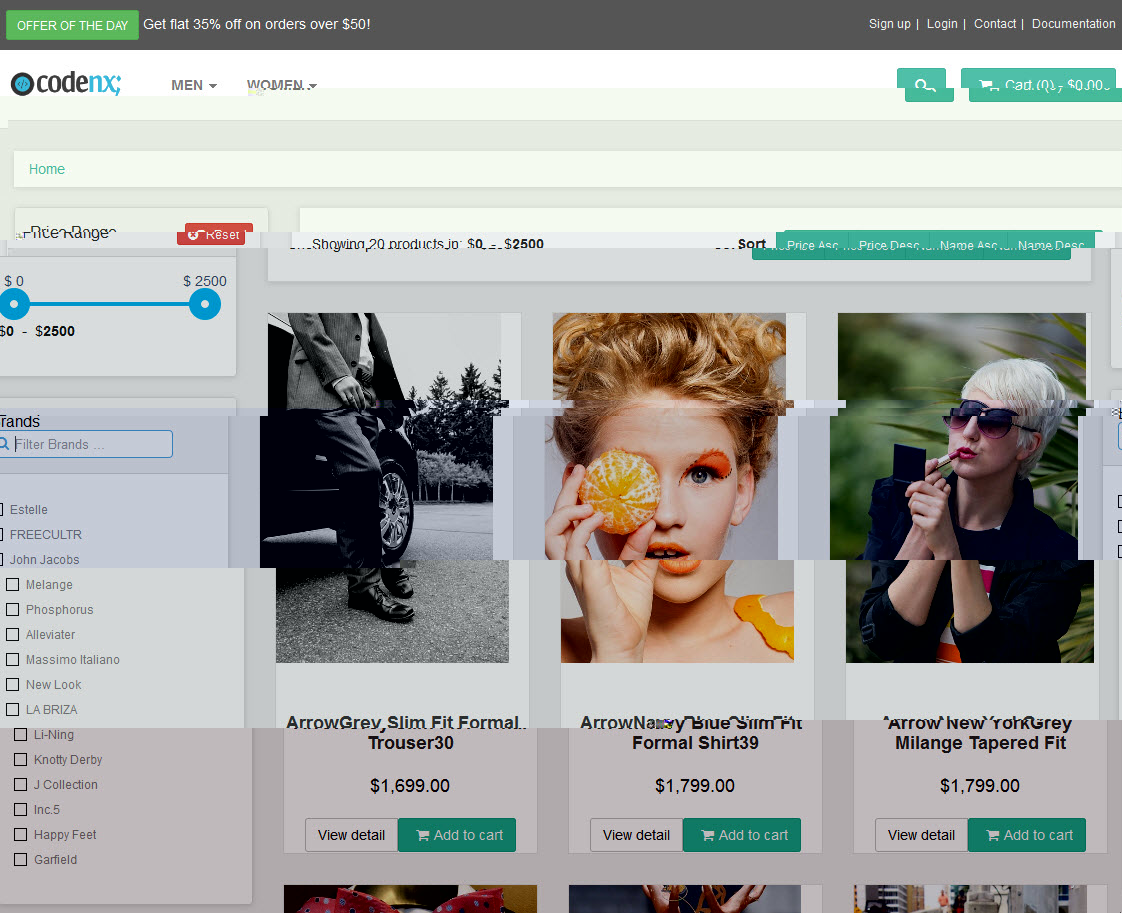 OFFER OF THE DAY Get flat 35% off on orders over $50!
Sign up | Login | Contact | Documentation
codenx;
MEN WOMEN
Cart (0) - $0.00
Home
Price Range Reset
Showing 20 products in: $0 - $2500
Sort Price Asc Price Desc Name Asc Name Desc
$ 0 $ 2500
$0 - $2500
rands
Filter Brands ...
Estelle
FREECULTR
John Jacobs
Melange
Phosphorus
Alleviater
Massimo Italiano
New Look
LA BRIZA
Li-Ning
Knotty Derby
J Collection
Inc.5
Happy Feet
Garfield
ArrowGrey Slim Fit Formal
Trouser30
$1,699.00
View detail Add to cart
ArrowNavy Blue Slim Fit
Formal Shirt39
$1,799.00
View detail Add to cart
Arrow New YorkGrey
Milange Tapered Fit
$1,799.00
View detail Add to cart